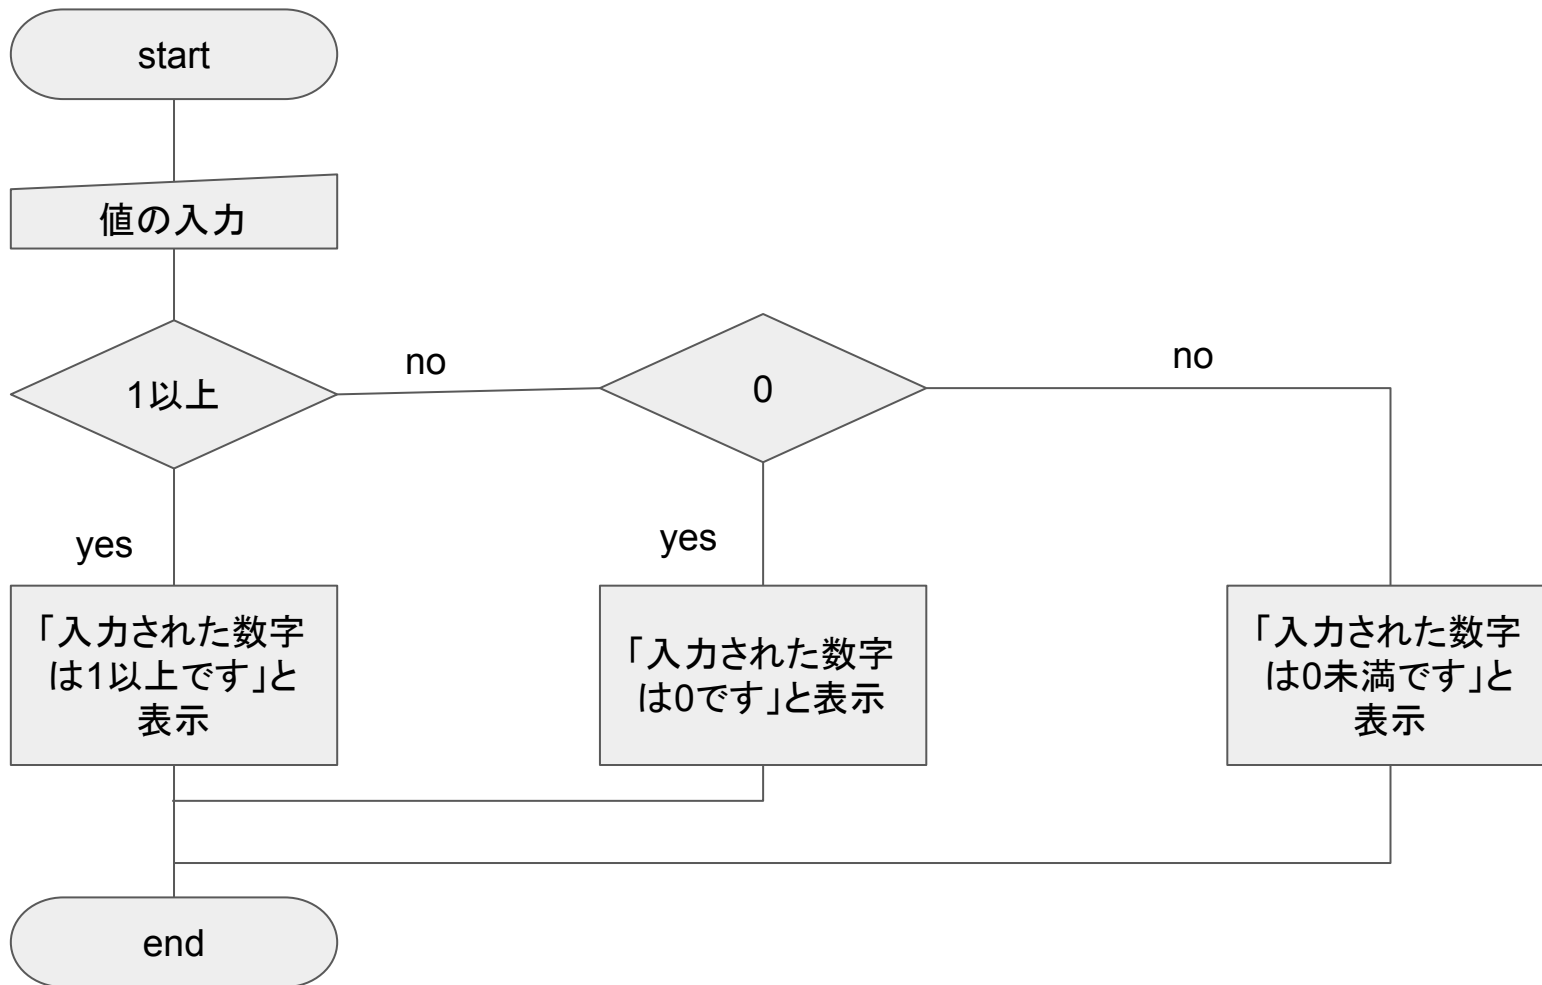 start
値の入力
1以上
no
0
no
yes
yes
「入力された数字
は1以上です」と
表示
「入力された数字
は0です」と表示
「入力された数字
は0未満です」と
表示
end